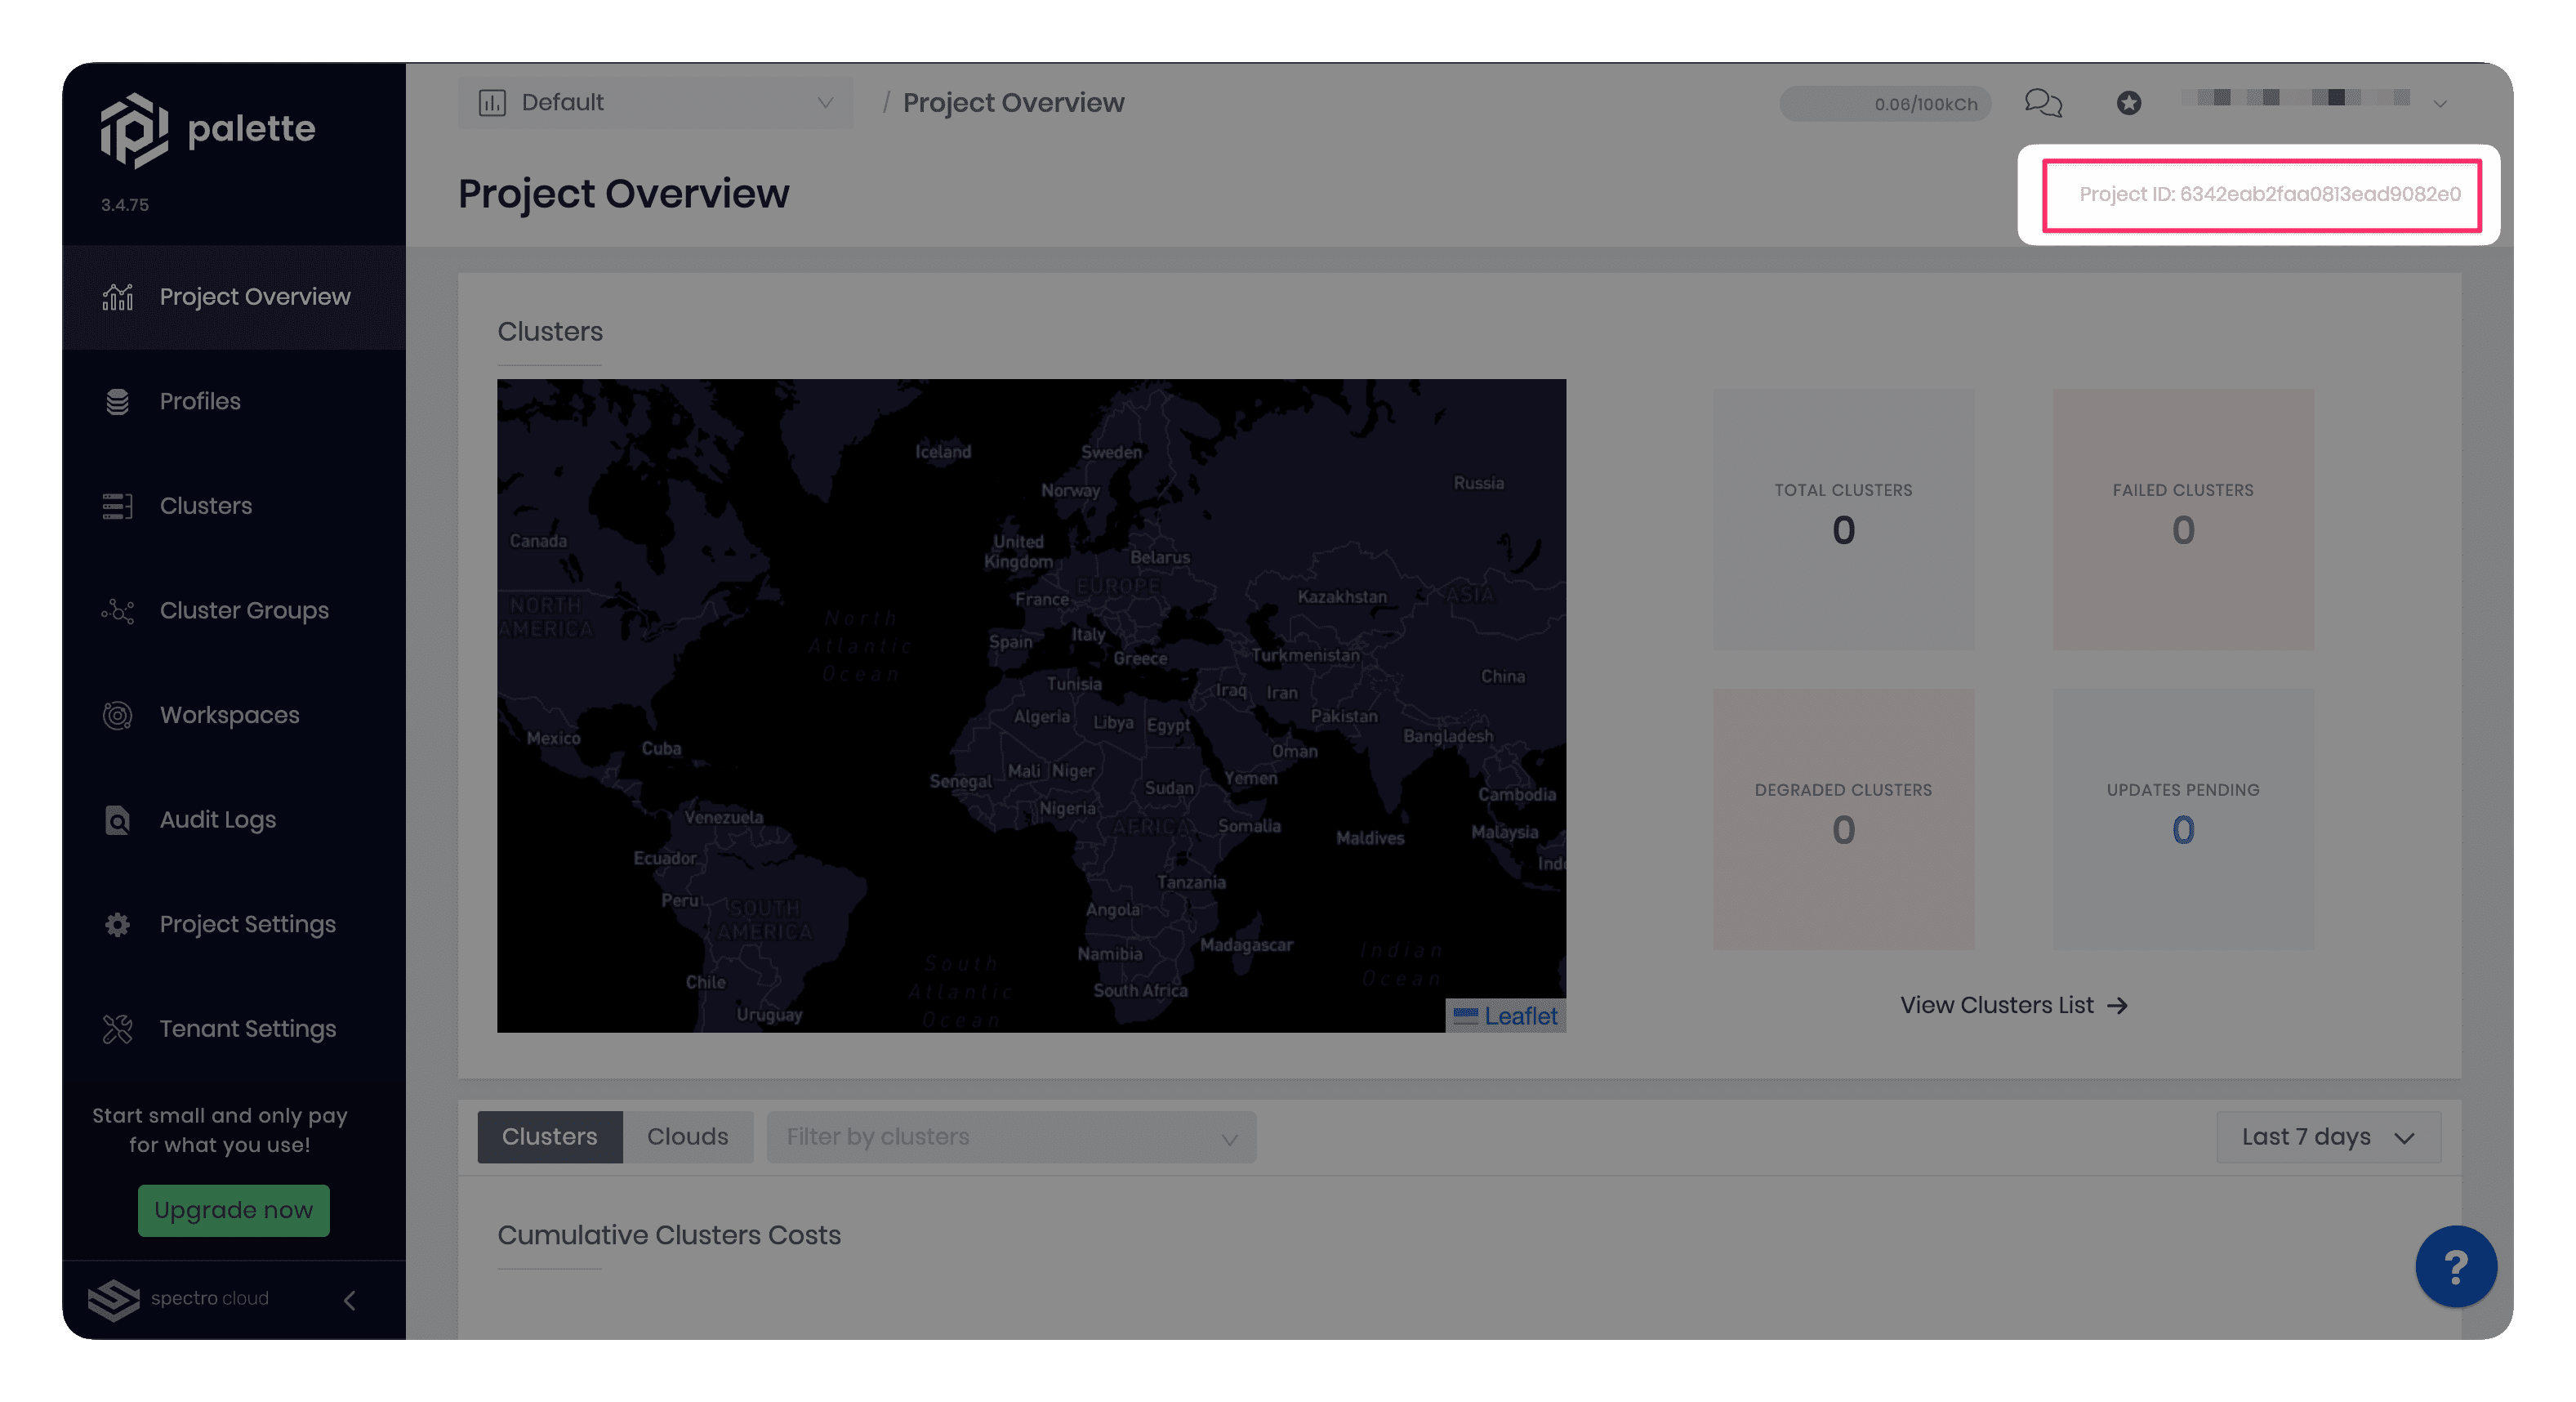 palette
3.4.75
Project Overview
Profiles
Clusters
Cluster Groups
Workspaces
Audit Logs
Project Settings
Tenant Settings
Start small and only pay
for what you use!
Upgrade now
spectro cloud
Default
/ Project Overview
0.06/100kCh
Project Overview
Project ID: 6342eab2faa0813ead9082e0
Clusters
Iceland
Sweden
Norway
Russia
Canada
United
Kingdom
Belarus
EUROPE
France
Kazakhstan
ASIA
NORTH
AMERICA
North
Atlantic
Ocean
Spain
Italy
Greece
Turkmenistan
China
Tunisia
Iraq
Iran
Algeria
Libya
Egypt
Pakistan
Mexico
Cuba
Oman
Bangladesh
Senegal
Mali
Niger
Sudan
Yemen
Cambodia
Nigeria
Venezuela
AFRICA
Somalia
Maldives
Malaysia
Ecuador
Indo
Peru
Tanzania
SOUTH
AMERICA
Angola
Namibia
Madagascar
Indian
Ocean
Chile
South
Atlantic
Ocean
South Africa
Uruguay
Leaflet
TOTAL CLUSTERS
0
FAILED CLUSTERS
0
DEGRADED CLUSTERS
0
UPDATES PENDING
0
View Clusters List →
Clusters
Clouds
Filter by clusters
Last 7 days
Cumulative Clusters Costs
?